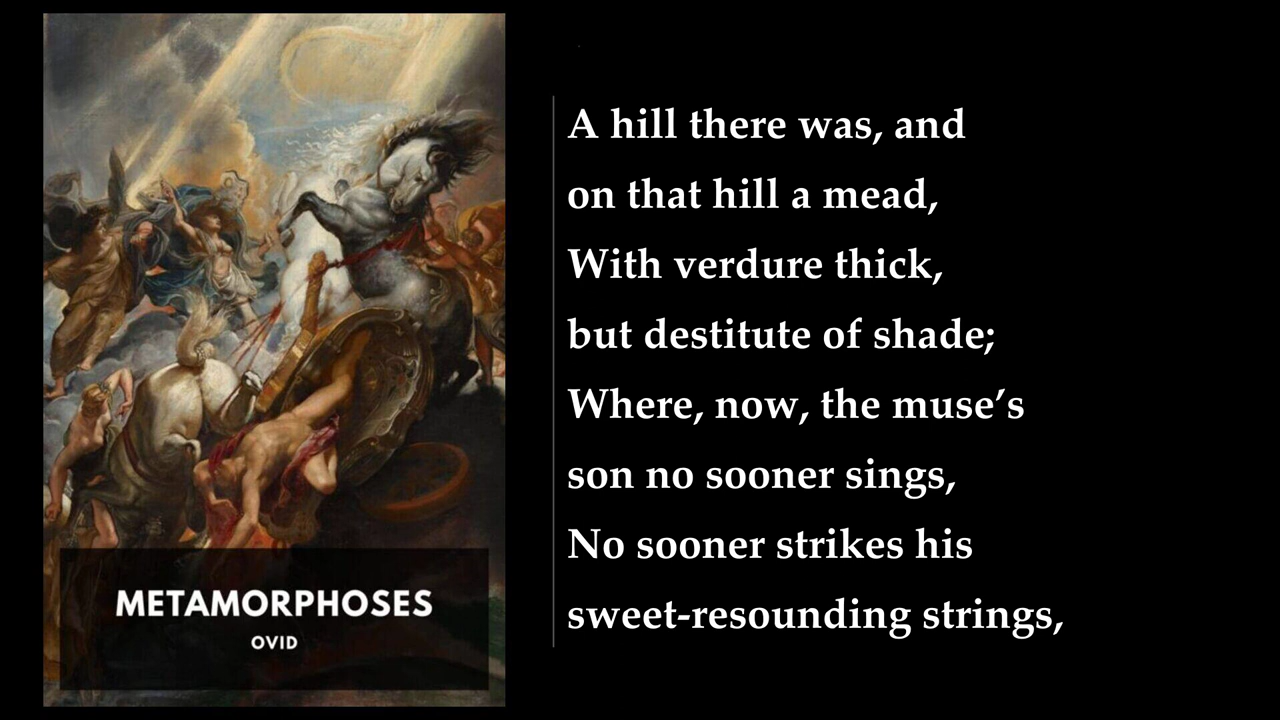 METAMORPHOSES
OVID
A hill there was, and
on that hill a mead,
With verdure thick,
but destitute of shade;
Where, now, the muse’s
son no sooner sings,
No sooner strikes his
sweet-resounding strings,